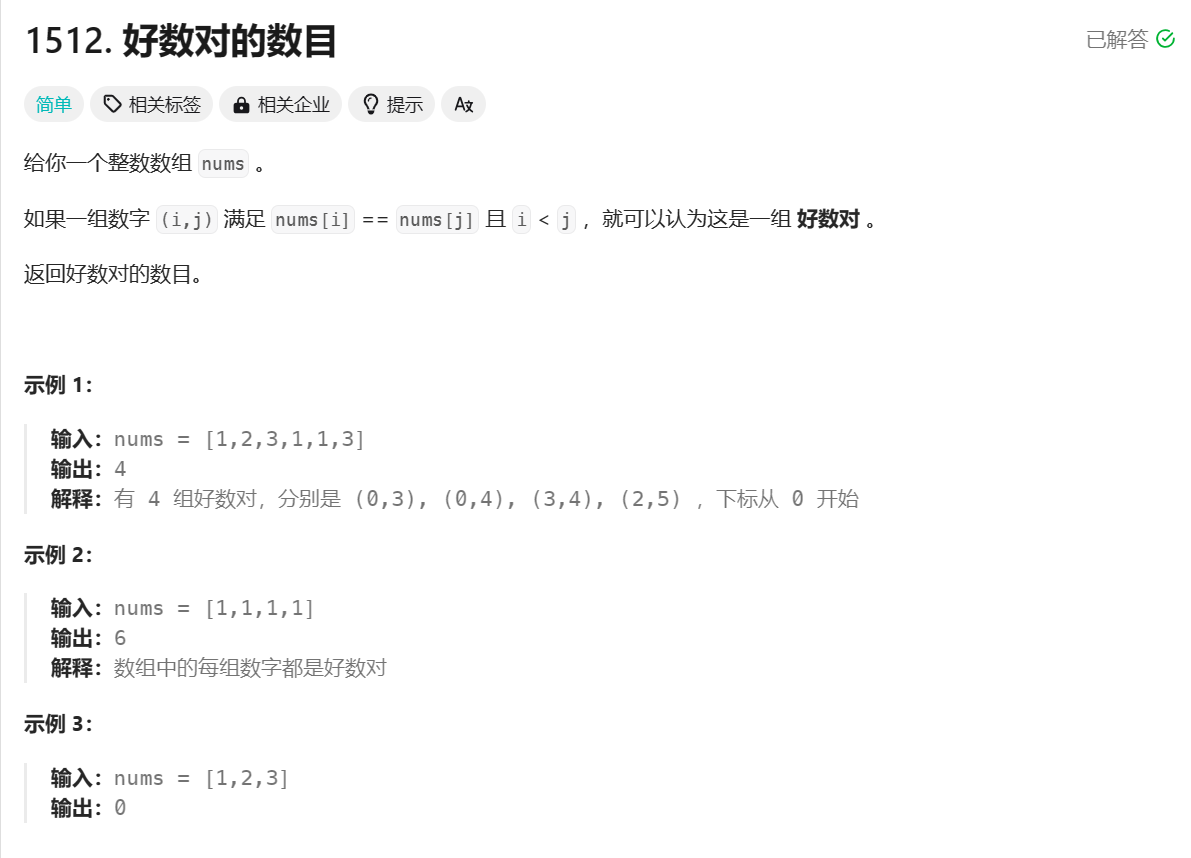 1512. 好数对的数目
已解答
简单 相关标签 相关企业 提示
给你一个整数数组 nums 。
如果一组数字 (i,j) 满足 nums[i] == nums[j] 且 i < j ，就可以认为这是一组 好数对 。
返回好数对的数目。
示例 1：
输入：nums = [1,2,3,1,1,3]
输出：4
解释：有 4 组好数对，分别是 (0,3), (0,4), (3,4), (2,5) ，下标从 0 开始
示例 2：
输入：nums = [1,1,1,1]
输出：6
解释：数组中的每组数字都是好数对
示例 3：
输入：nums = [1,2,3]
输出：0